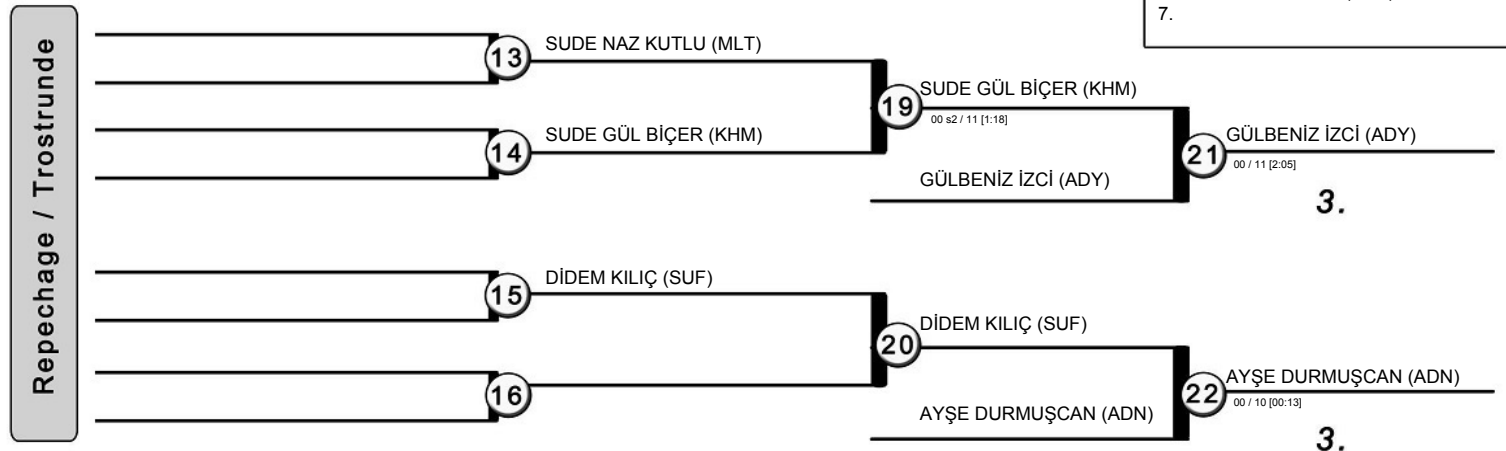 7.
Repechage / Trostrunde
13
SUDE NAZ KUTLU (MLT)
14
SUDE GÜL BİÇER (KHM)
19
SUDE GÜL BİÇER (KHM)
00 s2 / 11 [1:18]
GÜLBENİZ İZCİ (ADY)
21
GÜLBENİZ İZCİ (ADY)
00 / 11 [2:05]
3.
15
DİDEM KILIÇ (SUF)
16
20
DİDEM KILIÇ (SUF)
AYŞE DURMUŞCAN (ADN)
22
AYŞE DURMUŞCAN (ADN)
00 / 10 [00:13]
3.